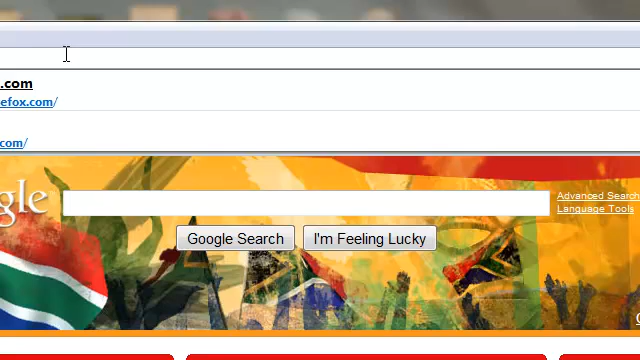 .com
efox.com/
com/
gle
Advanced Search
Language Tools
Google Search
I'm Feeling Lucky